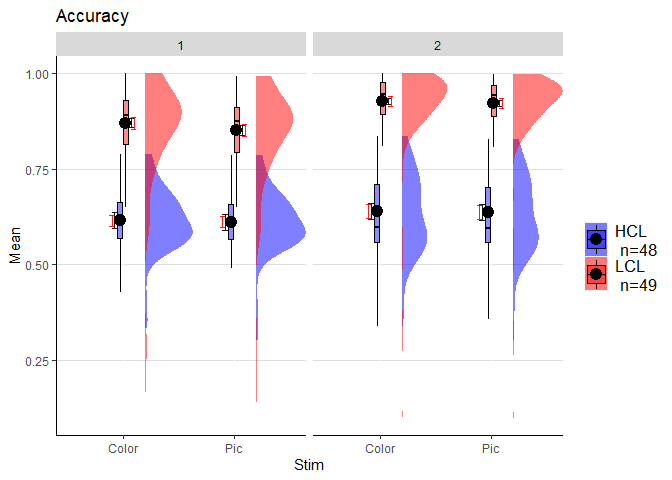 Accuracy
1
2
1.00
0.75
0.50
0.25
Mean
Color
Pic
Color
Pic
Stim
HCL
n=48
LCL
n=49